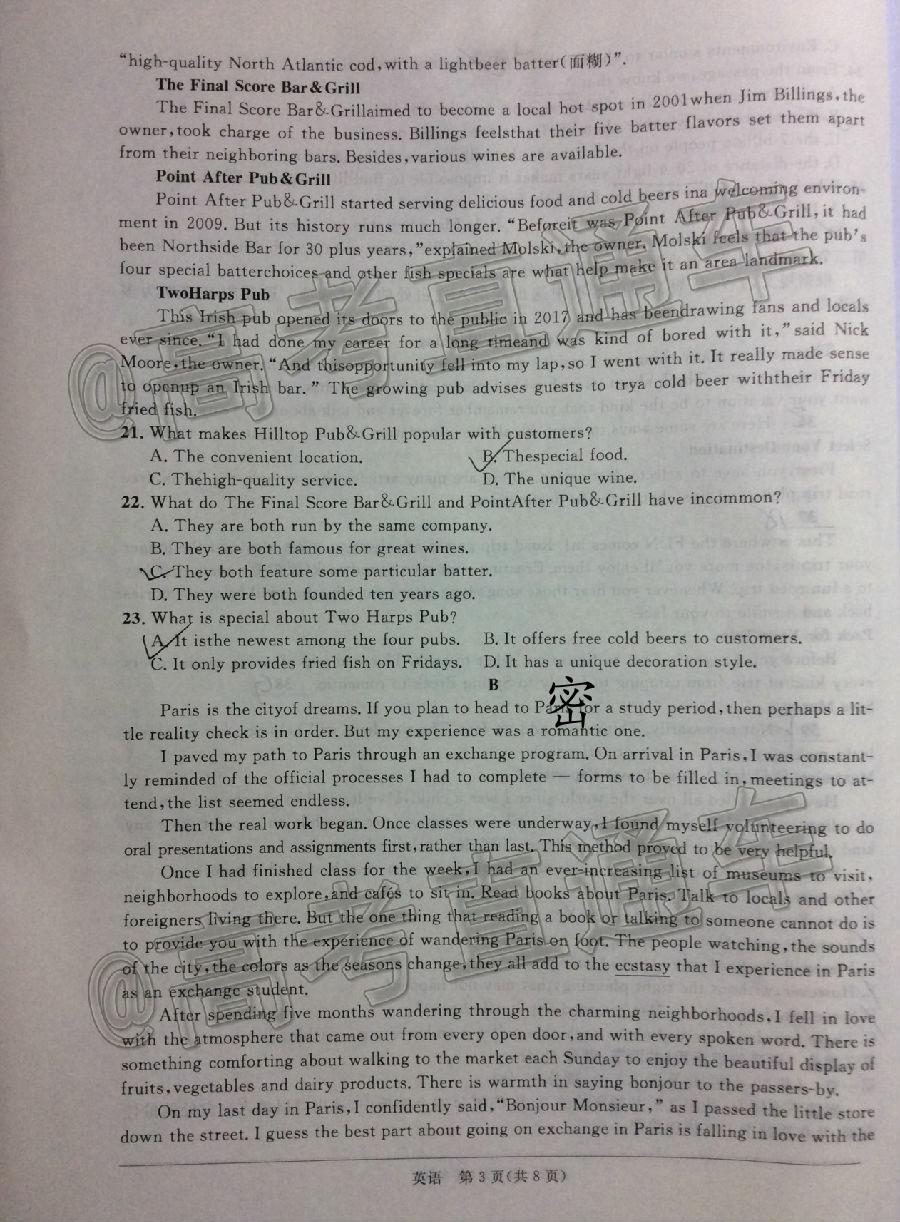 “high-quality North Atlantic cod, with a lightbeer batter(面糊)”.
The Final Score Bar&Grill
The Final Score Bar&Grillaimed to become a local hot spot in 2001when Jim Billings, the
owner, took charge of the business. Billings feelsthat their five batter flavors set them apart
from their neighboring bars. Besides, various wines are available.
Point After Pub&Grill
Point After Pub&Grill started serving delicious food and cold beers ina welcoming environ-
ment in 2009. But its history runs much longer. “Beforeit was Point After Pub&Grill, it had
been Northside Bar for 30 plus years,”explained Molski, the owner. Molski feels that the pub's
four special batterchoices and other fish specials are what help make it an area landmark.
TwoHarps Pub
This Irish pub opened its doors to the public in 2017 and has beendrawing fans and locals
ever since. “I had done my career for a long timeand was kind of bored with it,” said Nick
Moore, the owner. “And thisopportunity fell into my lap, so I went with it. It really made sense
to openup an Irish bar.” The growing pub advises guests to trya cold beer withtheir Friday
fried fish.
21. What makes Hilltop Pub&Grill popular with customers?
A. The convenient location. B. Thespecial food.
C. Thehigh-quality service. D. The unique wine.
22. What do The Final Score Bar&Grill and PointAfter Pub&Grill have incommon?
A. They are both run by the same company.
B. They are both famous for great wines.
C. They both feature some particular batter.
D. They were both founded ten years ago.
23. What is special about Two Harps Pub?
A. It isthe newest among the four pubs. B. It offers free cold beers to customers.
C. It only provides fried fish on Fridays. D. It has a unique decoration style.
B
密
Paris is the cityof dreams. If you plan to head to Paris for a study period, then perhaps a lit-
tle reality check is in order. But my experience was a romantic one.
I paved my path to Paris through an exchange program. On arrival in Paris, I was constant-
ly reminded of the official processes I had to complete — forms to be filled in, meetings to at-
tend, the list seemed endless.
Then the real work began. Once classes were underway, I found myself volunteering to do
oral presentations and assignments first, rather than last. This method proved to be very helpful.
Once I had finished class for the week, I had an ever-increasing list of museums to visit,
neighborhoods to explore, and cafés to sit in. Read books about Paris. Talk to locals and other
foreigners living there. But the one thing that reading a book or talking to someone cannot do is
to provide you with the experience of wandering Paris on foot. The people watching, the sounds
of the city, the colors as the seasons change, they all add to the ecstasy that I experience in Paris
as an exchange student.
After spending five months wandering through the charming neighborhoods, I fell in love
with the atmosphere that came out from every open door, and with every spoken word. There is
something comforting about walking to the market each Sunday to enjoy the beautiful display of
fruits, vegetables and dairy products. There is warmth in saying bonjour to the passers-by.
On my last day in Paris, I confidently said, “Bonjour Monsieur,” as I passed the little store
down the street. I guess the best part about going on exchange in Paris is falling in love with the
英语 第3页(共8页)
@高考直通车
@高考直通车